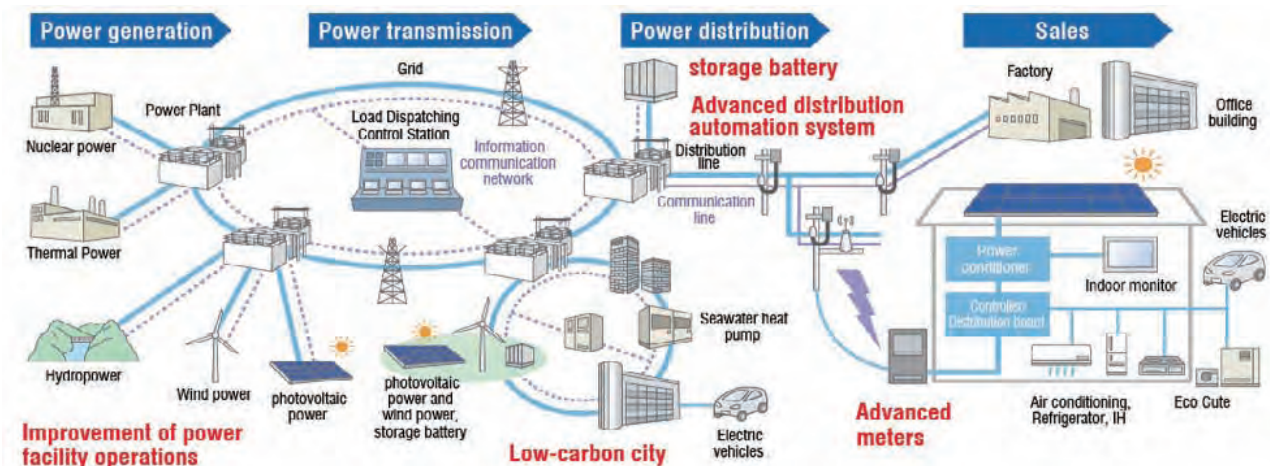 Power generation
Power transmission
Power distribution
Sales
Nuclear power
Power Plant
Thermal Power
Hydropower
Wind power
photovoltaic
power
Improvement of power
facility operations
Grid
Load Dispatching
Control Station
Information
communication
network
photovoltaic
power and
wind power,
storage battery
Low-carbon city
Seawater heat
pump
Electric
vehicles
storage battery
Advanced distribution
automation system
Distribution
line
Communication
line
Advanced
meters
Factory
Office
building
Power
conditioner
Controlled
Distribution board
Indoor monitor
Electric
vehicles
Air conditioning,
Refrigerator, IH
Eco Cute